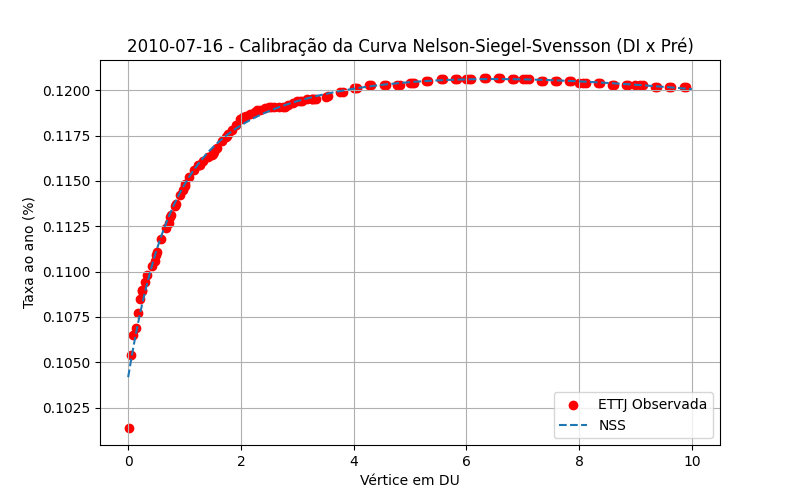 2010-07-16 - Calibração da Curva Nelson-Siegel-Svensson (DI x Pré)
Taxa ao ano (%)
0.1200
0.1175
0.1150
0.1125
0.1100
0.1075
0.1050
0.1025
ETTJ Observada
NSS
0 2 4 6 8 10
Vértice em DU